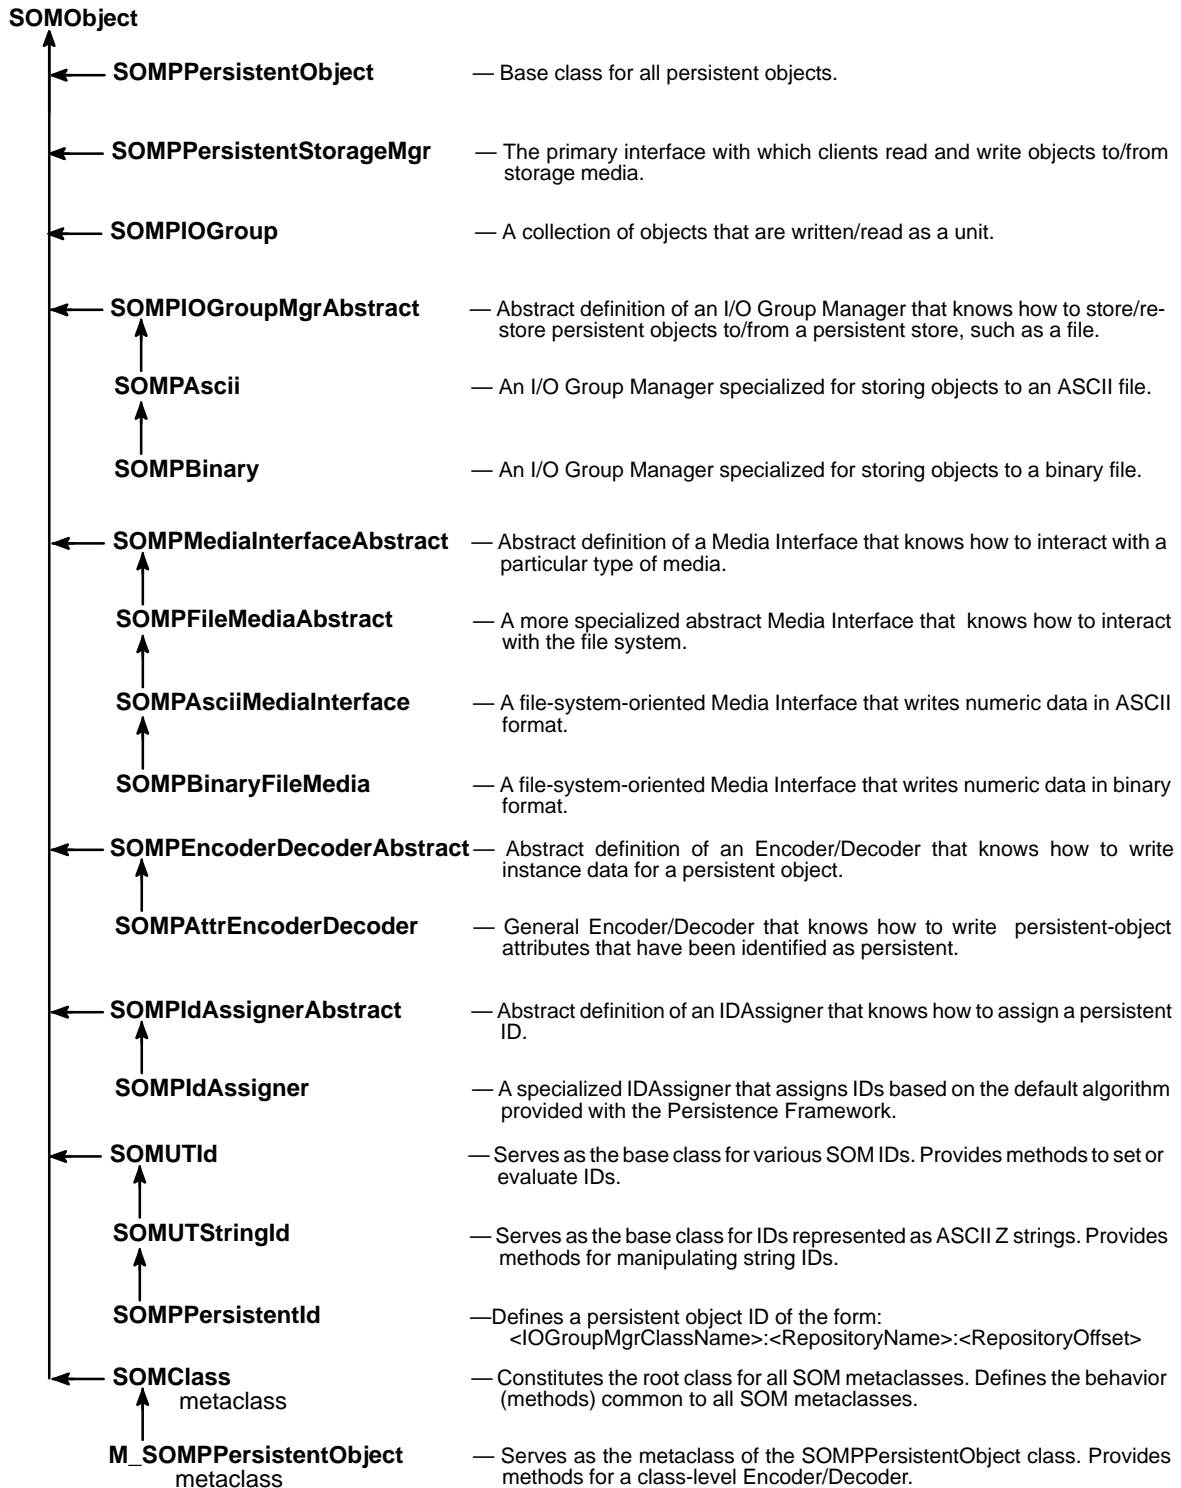 SOMObject
SOMPPersistentObject — Base class for all persistent objects.
SOMPPersistentStorageMgr — The primary interface with which clients read and write objects to/from
storage media.
SOMPIOGroup — A collection of objects that are written/read as a unit.
SOMPIOGroupMgrAbstract — Abstract definition of an I/O Group Manager that knows how to store/re-
store persistent objects to/from a persistent store, such as a file.
SOMPAscii — An I/O Group Manager specialized for storing objects to an ASCII file.
SOMPBinary — An I/O Group Manager specialized for storing objects to a binary file.
SOMPMediaInterfaceAbstract — Abstract definition of a Media Interface that knows how to interact with a
particular type of media.
SOMPFileMediaAbstract — A more specialized abstract Media Interface that knows how to interact
with the file system.
SOMPAsciiMediaInterface — A file-system-oriented Media Interface that writes numeric data in ASCII
format.
SOMPBinaryFileMedia — A file-system-oriented Media Interface that writes numeric data in binary
format.
SOMPEncoderDecoderAbstract — Abstract definition of an Encoder/Decoder that knows how to write
instance data for a persistent object.
SOMPAttrEncoderDecoder — General Encoder/Decoder that knows how to write persistent-object
attributes that have been identified as persistent.
SOMPIdAssignerAbstract — Abstract definition of an IDAssigner that knows how to assign a persistent
ID.
SOMPIdAssigner — A specialized IDAssigner that assigns IDs based on the default algorithm
provided with the Persistence Framework.
SOMUTId — Serves as the base class for various SOM IDs. Provides methods to set or
evaluate IDs.
SOMUTStringId — Serves as the base class for IDs represented as ASCII Z strings. Provides
methods for manipulating string IDs.
SOMPPersistentId —Defines a persistent object ID of the form:
<IOGroupMgrClassName>:<RepositoryName>:<RepositoryOffset>
SOMClass — Constitutes the root class for all SOM metaclasses. Defines the behavior
metaclass (methods) common to all SOM metaclasses.
M_SOMPPersistentObject — Serves as the metaclass of the SOMPPersistentObject class. Provides
metaclass methods for a class-level Encoder/Decoder.